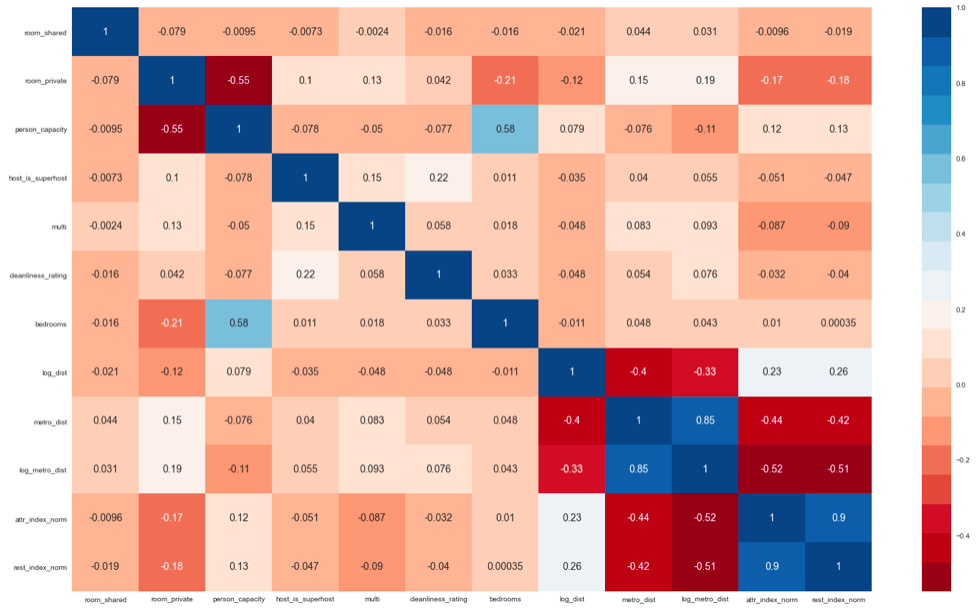 room_shared 1 -0.079 -0.0095 -0.0073 -0.0024 -0.016 -0.016 -0.021 0.044 0.031 -0.0096 -0.019
room_private -0.079 1 -0.55 0.1 0.13 0.042 -0.21 -0.12 0.15 0.19 -0.17 -0.18
person_capacity -0.0095 -0.55 1 -0.078 -0.05 -0.077 0.58 0.079 -0.076 -0.11 0.12 0.13
host_is_superhost -0.0073 0.1 -0.078 1 0.15 0.22 0.011 -0.035 0.04 0.055 -0.051 -0.047
multi -0.0024 0.13 -0.05 0.15 1 0.058 0.018 -0.048 0.083 0.093 -0.087 -0.09
cleanliness_rating -0.016 0.042 -0.077 0.22 0.058 1 0.033 -0.048 0.054 0.076 -0.032 -0.04
bedrooms -0.016 -0.21 0.58 0.011 0.018 0.033 1 -0.011 0.048 0.043 0.01 0.00035
log_dist -0.021 -0.12 0.079 -0.035 -0.048 -0.048 -0.011 1 -0.4 -0.33 0.23 0.26
metro_dist 0.044 0.15 -0.076 0.04 0.083 0.054 0.048 -0.4 1 0.85 -0.44 -0.42
log_metro_dist 0.031 0.19 -0.11 0.055 0.093 0.076 0.043 -0.33 0.85 1 -0.52 -0.51
attr_index_norm -0.0096 -0.17 0.12 -0.051 -0.087 -0.032 0.01 0.23 -0.44 -0.52 1 0.9
rest_index_norm -0.019 -0.18 0.13 -0.047 -0.09 -0.04 0.00035 0.26 -0.42 -0.51 0.9 1
room_shared room_private person_capacity host_is_superhost multi cleanliness_rating bedrooms log_dist metro_dist log_metro_dist attr_index_norm rest_index_norm
1.0
0.8
0.6
0.4
0.2
0.0
−0.2
−0.4